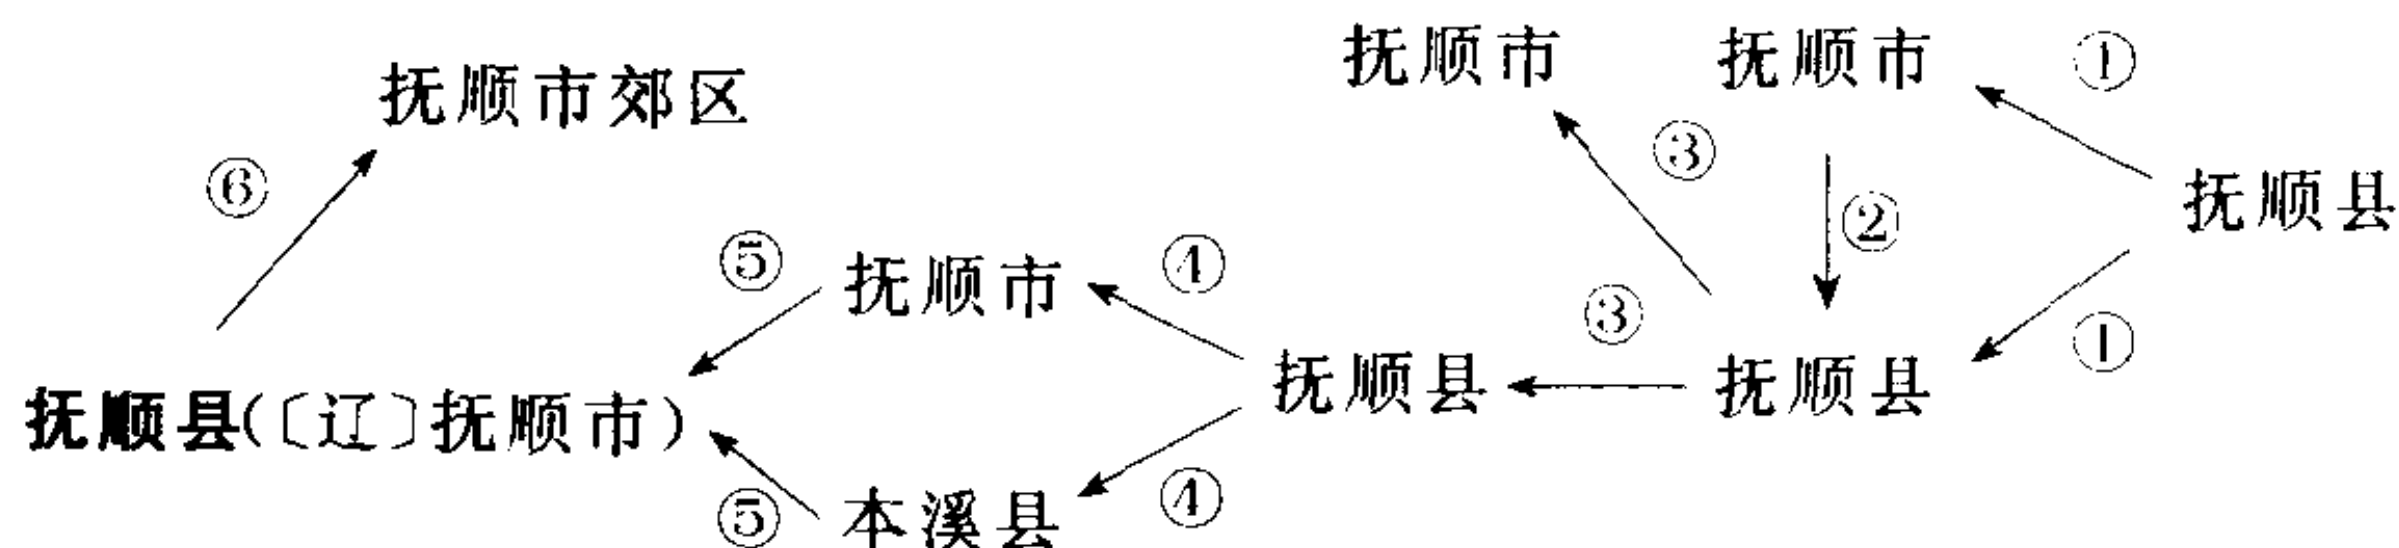 抚顺市 抚顺市 ①
抚顺市郊区
③
⑥ 抚顺县
②
⑤ 抚顺市 ④
③ ①
抚顺县 抚顺县
抚顺县(〔辽〕抚顺市)
⑤ 本溪县 ④